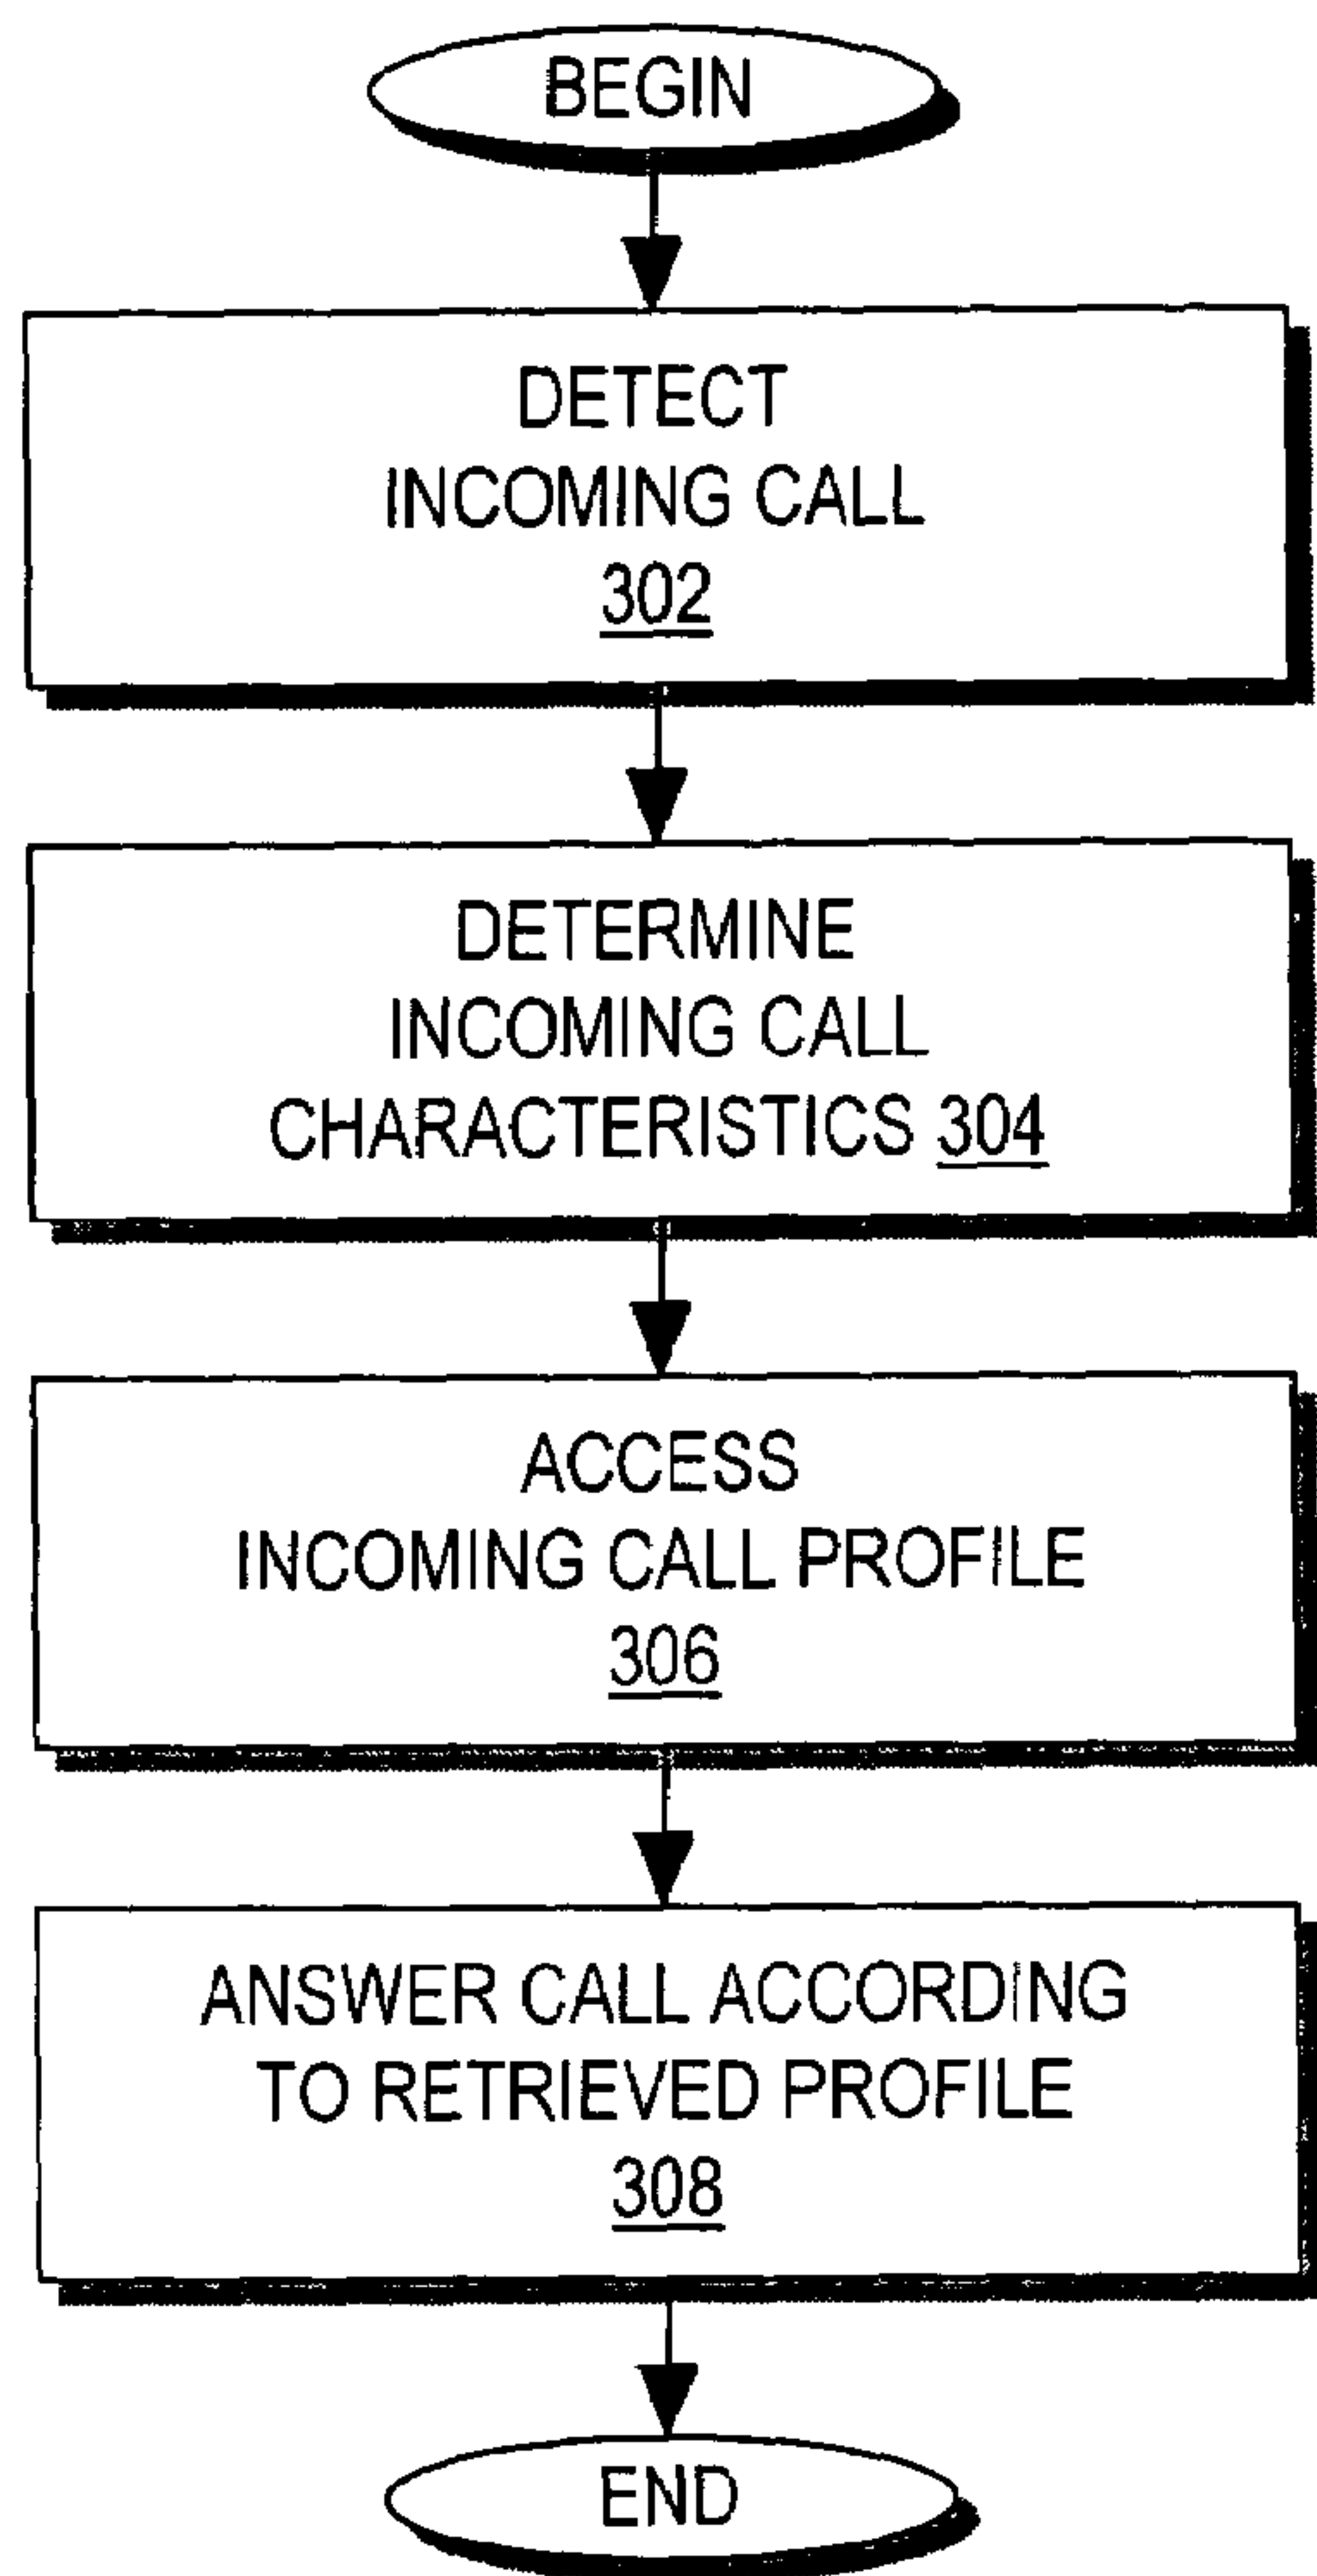 BEGIN
DETECT
INCOMING CALL
302
DETERMINE
INCOMING CALL
CHARACTERISTICS 304
ACCESS
INCOMING CALL PROFILE
306
ANSWER CALL ACCORDING
TO RETRIEVED PROFILE
308
END